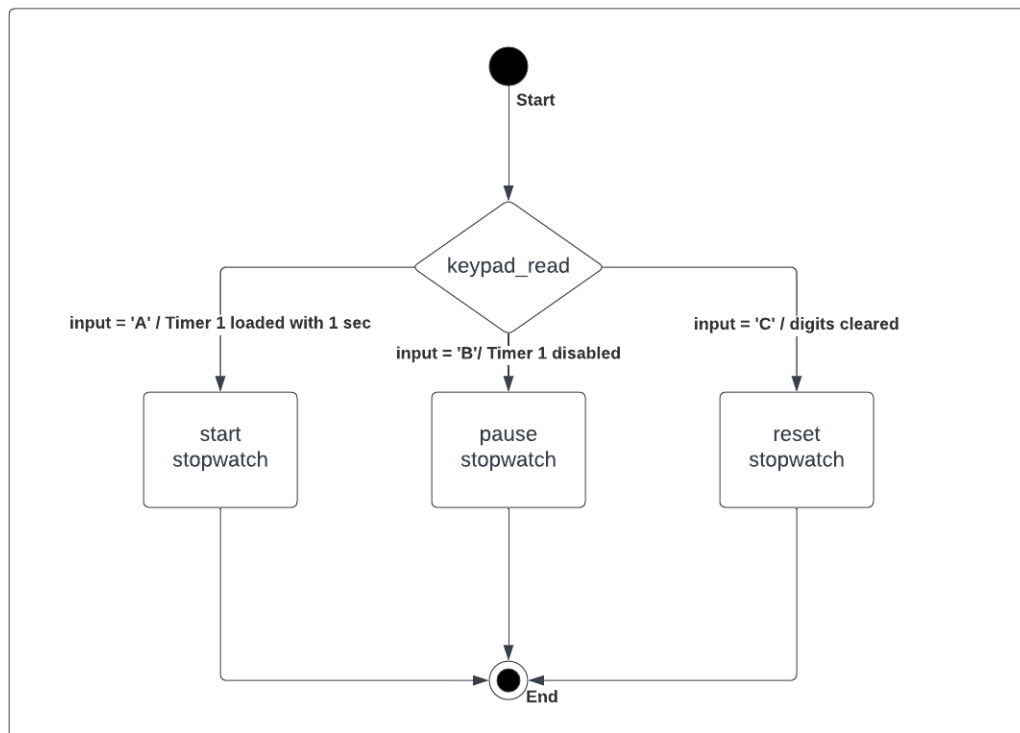 Start
keypad_read
input = 'A' / Timer 1 loaded with 1 sec
input = 'B'/ Timer 1 disabled
input = 'C' / digits cleared
start
stopwatch
pause
stopwatch
reset
stopwatch
End